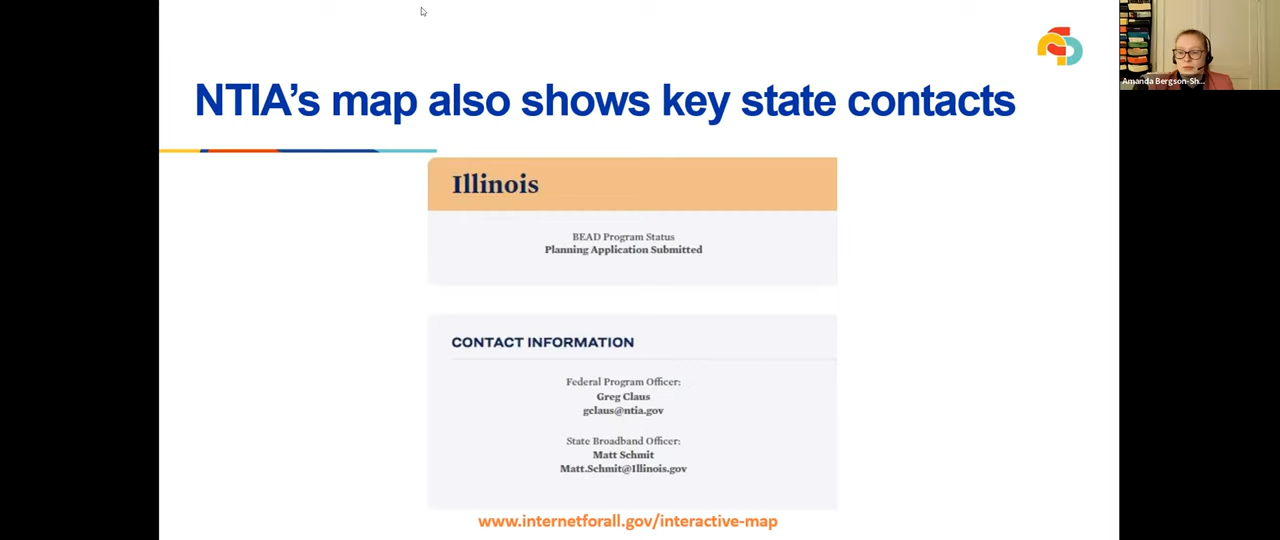 NTIA’s map also shows key state contacts
Amanda Bergson-Sh...
Illinois
BEAD Program Status
Planning Application Submitted
CONTACT INFORMATION
Federal Program Officer:
Greg Claus
gclaus@ntia.gov
State Broadband Officer:
Matt Schmit
Matt.Schmit@Illinois.gov
www.internetforall.gov/interactive-map